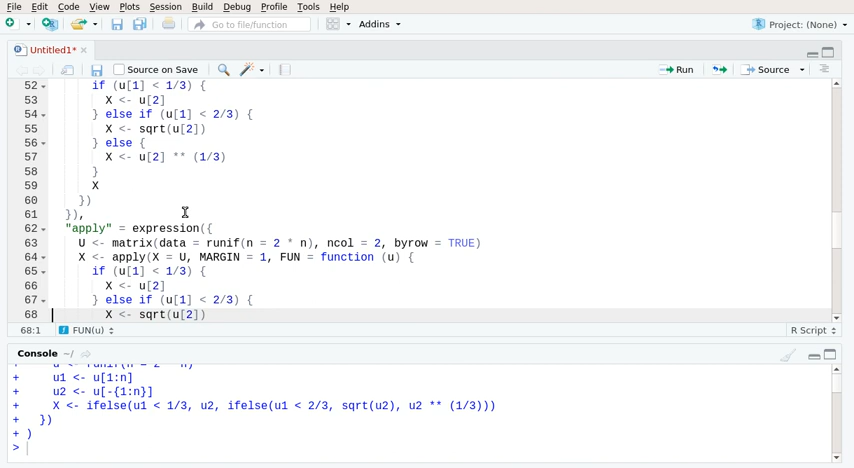 File Edit Code View Plots Session Build Debug Profile Tools Help
Go to file/function Addins Project: (None)
Untitled1*
Source on Save Run Source
52 if (u[1] < 1/3) {
53 X <- u[2]
54 } else if (u[1] < 2/3) {
55 X <- sqrt(u[2])
56 } else {
57 X <- u[2] ** (1/3)
58 }
59 X
60 })
61 }),
62 "apply" = expression({
63 U <- matrix(data = runif(n = 2 * n), ncol = 2, byrow = TRUE)
64 X <- apply(X = U, MARGIN = 1, FUN = function (u) {
65 if (u[1] < 1/3) {
66 X <- u[2]
67 } else if (u[1] < 2/3) {
68 X <- sqrt(u[2])
68:1 FUN(u) R Script
Console ~/
+ u <- runif(n = 2 * n)
+ u1 <- u[1:n]
+ u2 <- u[-{1:n}]
+ X <- ifelse(u1 < 1/3, u2, ifelse(u1 < 2/3, sqrt(u2), u2 ** (1/3)))
+ })
+ )
>